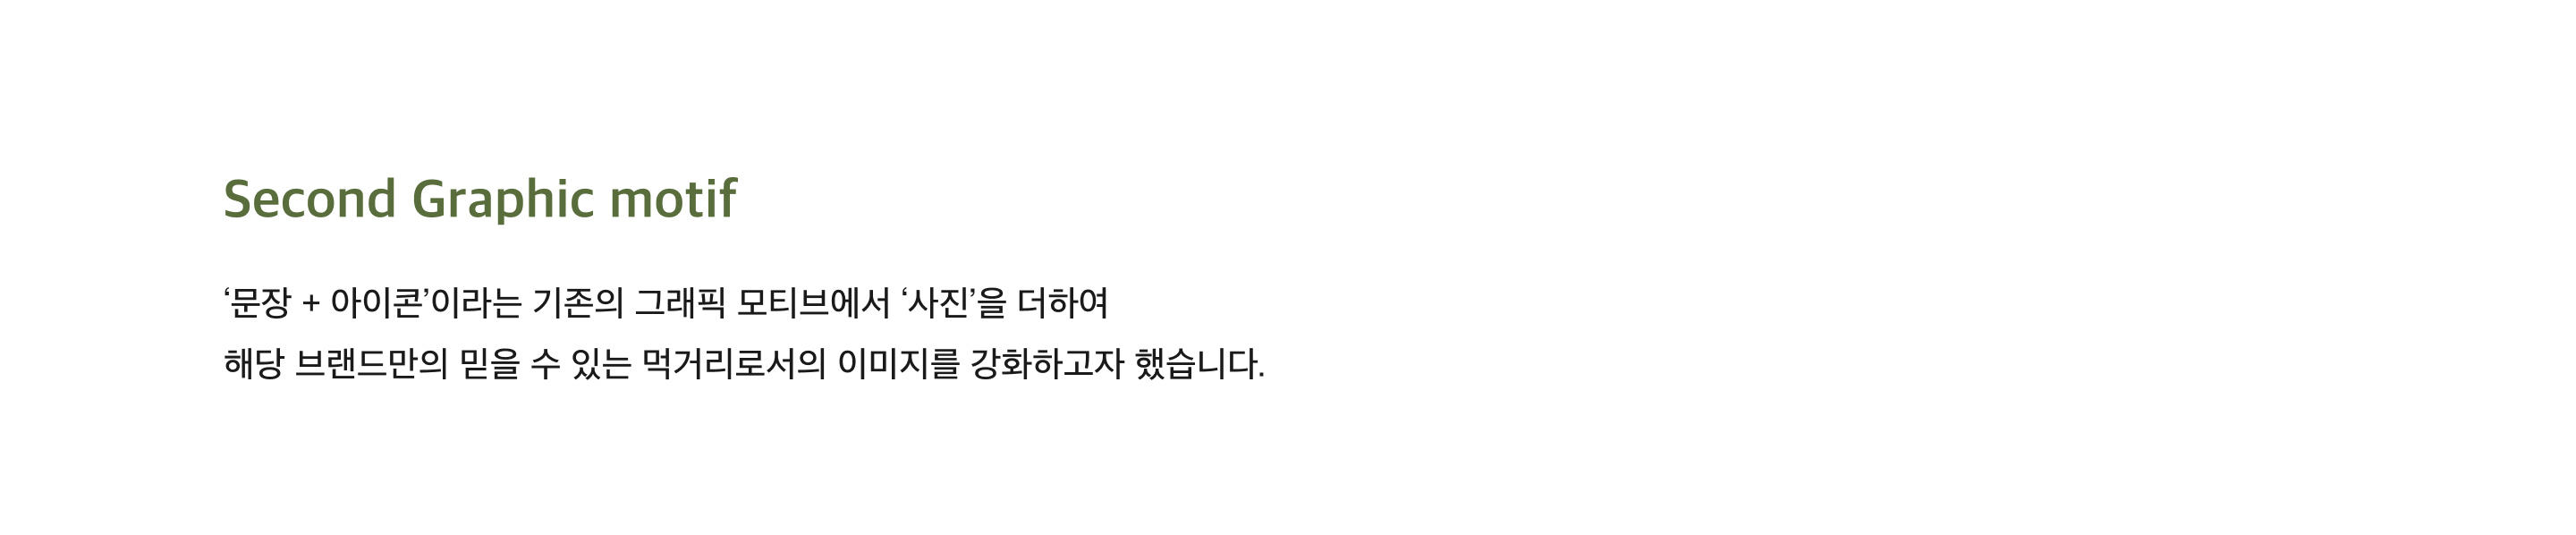 Second Graphic motif
‘문장 + 아이콘’이라는 기존의 그래픽 모티브에서 ‘사진’을 더하여
해당 브랜드만의 믿을 수 있는 먹거리로서의 이미지를 강화하고자 했습니다.